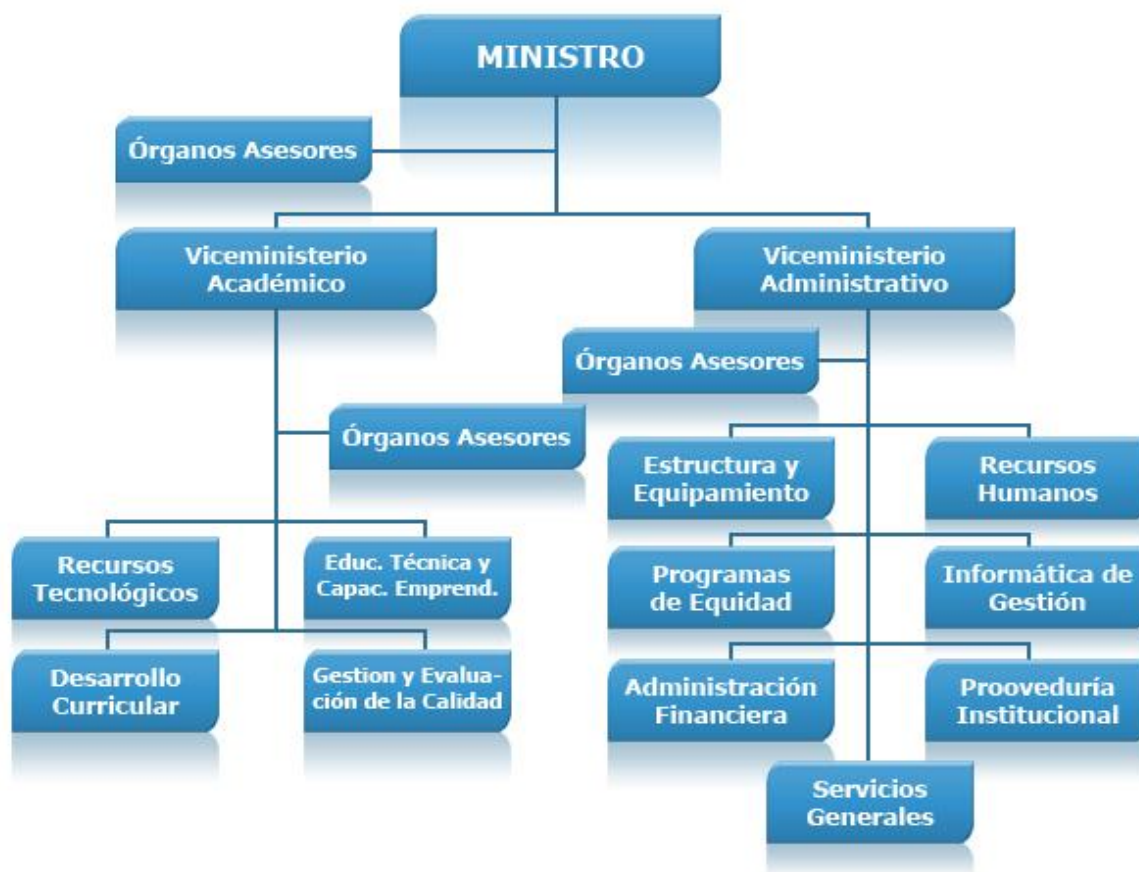 MINISTRO
Órganos Asesores
Viceministerio
Académico
Viceministerio
Administrativo
Órganos Asesores
Órganos Asesores
Estructura y
Equipamiento
Recursos
Humanos
Recursos
Tecnológicos
Educ. Técnica y
Capac. Emprend.
Programas
de Equidad
Informática de
Gestión
Desarrollo
Curricular
Gestion y Evalua-
ción de la Calidad
Administración
Financiera
Prooveduría
Institucional
Servicios
Generales